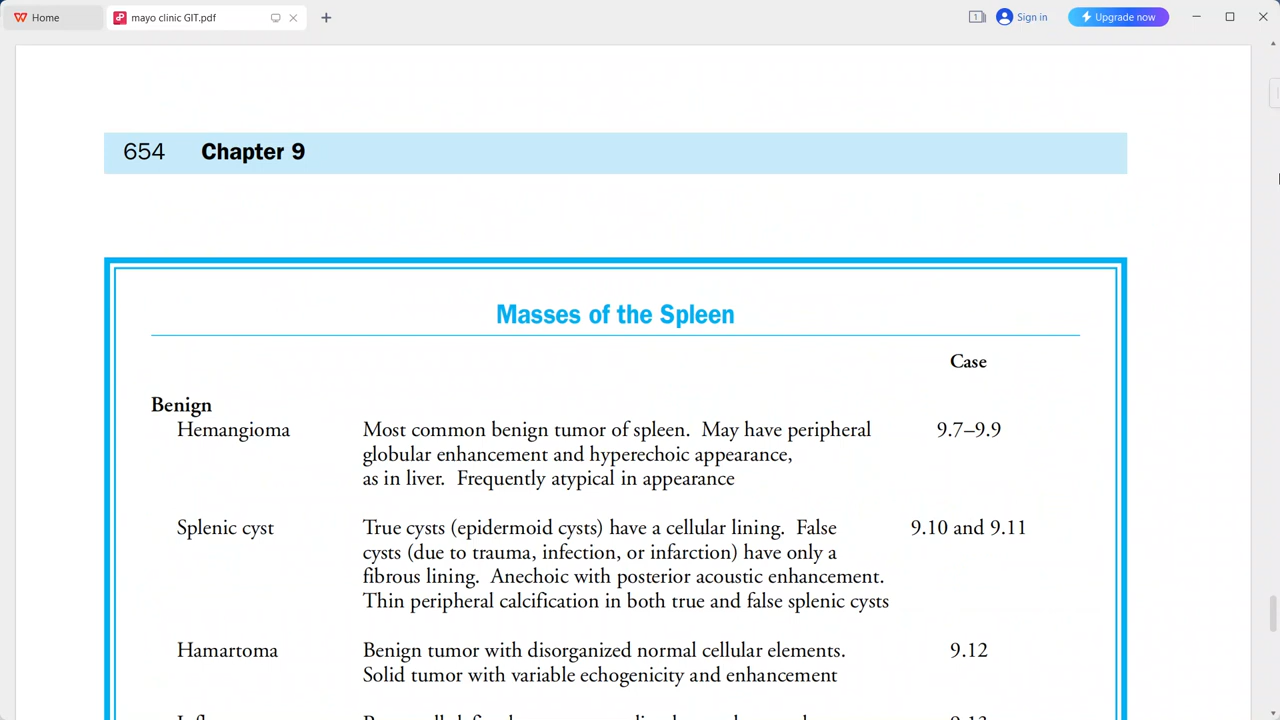 Home
mayo clinic GIT.pdf
1
Sign in
Upgrade now
654 Chapter 9
Masses of the Spleen
Case
Benign
Hemangioma Most common benign tumor of spleen. May have peripheral 9.7–9.9
globular enhancement and hyperechoic appearance,
as in liver. Frequently atypical in appearance
Splenic cyst True cysts (epidermoid cysts) have a cellular lining. False 9.10 and 9.11
cysts (due to trauma, infection, or infarction) have only a
fibrous lining. Anechoic with posterior acoustic enhancement.
Thin peripheral calcification in both true and false splenic cysts
Hamartoma Benign tumor with disorganized normal cellular elements. 9.12
Solid tumor with variable echogenicity and enhancement